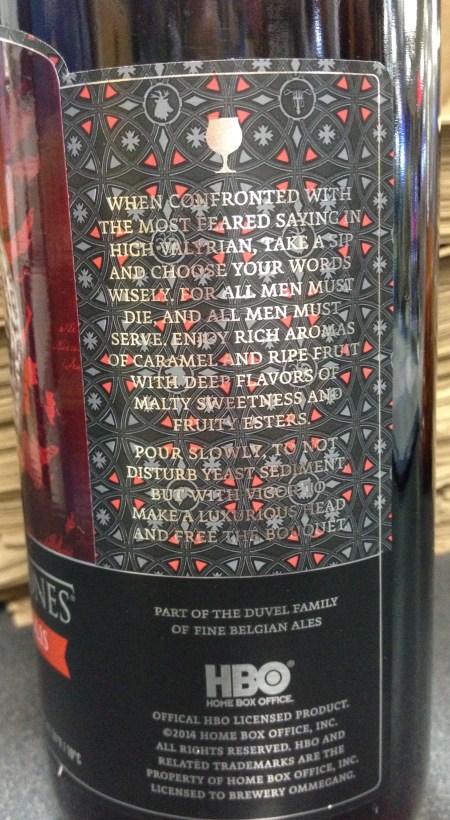 WHEN CONFRONTED WITH
THE MOST FEARED SAYING IN
HIGH VALYRIAN, TAKE A SIP
AND CHOOSE YOUR WORDS
WISELY. FOR ALL MEN MUST
DIE, AND ALL MEN MUST
SERVE. ENJOY RICH AROMAS
OF CARAMEL AND RIPE FRUIT
WITH DEEP FLAVORS OF
MALTY SWEETNESS AND
FRUITY ESTERS.
POUR SLOWLY, TO NOT
DISTURB YEAST SEDIMENT,
BUT WITH VIGOR TO
MAKE A LUXURIOUS HEAD
AND FREE THE BOUQUET.
ONES
PART OF THE DUVEL FAMILY
OF FINE BELGIAN ALES
HBO®
HOME BOX OFFICE.
OFFICAL HBO LICENSED PRODUCT.
©2014 HOME BOX OFFICE, INC.
ALL RIGHTS RESERVED. HBO AND
RELATED TRADEMARKS ARE THE
PROPERTY OF HOME BOX OFFICE, INC.
LICENSED TO BREWERY OMMEGANG.